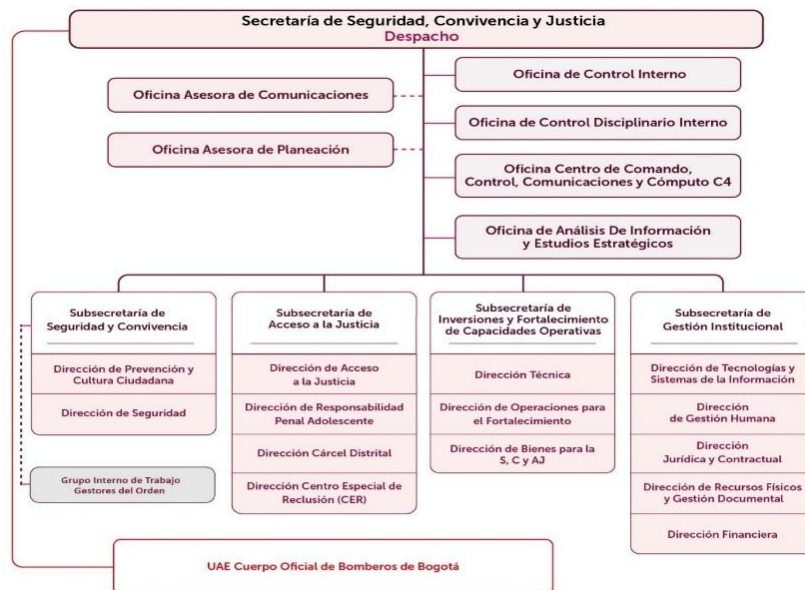 Secretaría de Seguridad, Convivencia y Justicia
Despacho
Oficina Asesora de Comunicaciones
Oficina Asesora de Planeación
Oficina de Control Interno
Oficina de Control Disciplinario Interno
Oficina Centro de Comando,
Control, Comunicaciones y Cómputo C4
Oficina de Análisis De Información
y Estudios Estratégicos
Subsecretaría de
Seguridad y Convivencia
Dirección de Prevención y
Cultura Ciudadana
Dirección de Seguridad
Grupo Interno de Trabajo
Gestores del Orden
Subsecretaría de
Acceso a la Justicia
Dirección de Acceso
a la Justicia
Dirección de Responsabilidad
Penal Adolescente
Dirección Cárcel Distrital
Dirección Centro Especial de
Reclusión (CER)
Subsecretaría de
Inversiones y Fortalecimiento
de Capacidades Operativas
Dirección Técnica
Dirección de Operaciones para
el Fortalecimiento
Dirección de Bienes para la
S, C y AJ
Subsecretaría de
Gestión Institucional
Dirección de Tecnologías y
Sistemas de la Información
Dirección
de Gestión Humana
Dirección
Jurídica y Contractual
Dirección de Recursos Físicos
y Gestión Documental
Dirección Financiera
UAE Cuerpo Oficial de Bomberos de Bogotá